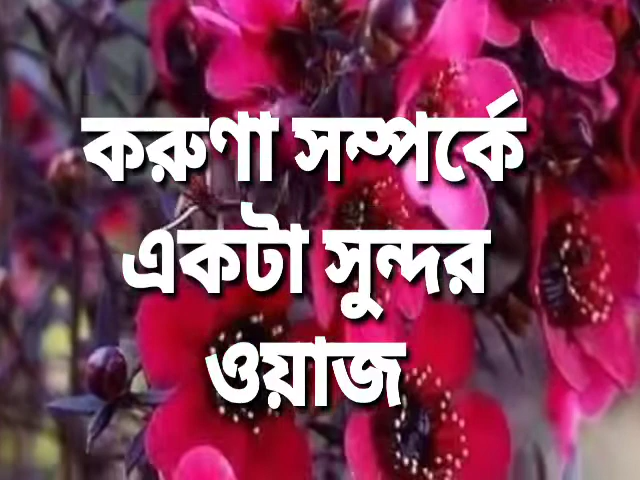 করুণা সম্পর্কে
একটা সুন্দর
ওয়াজ